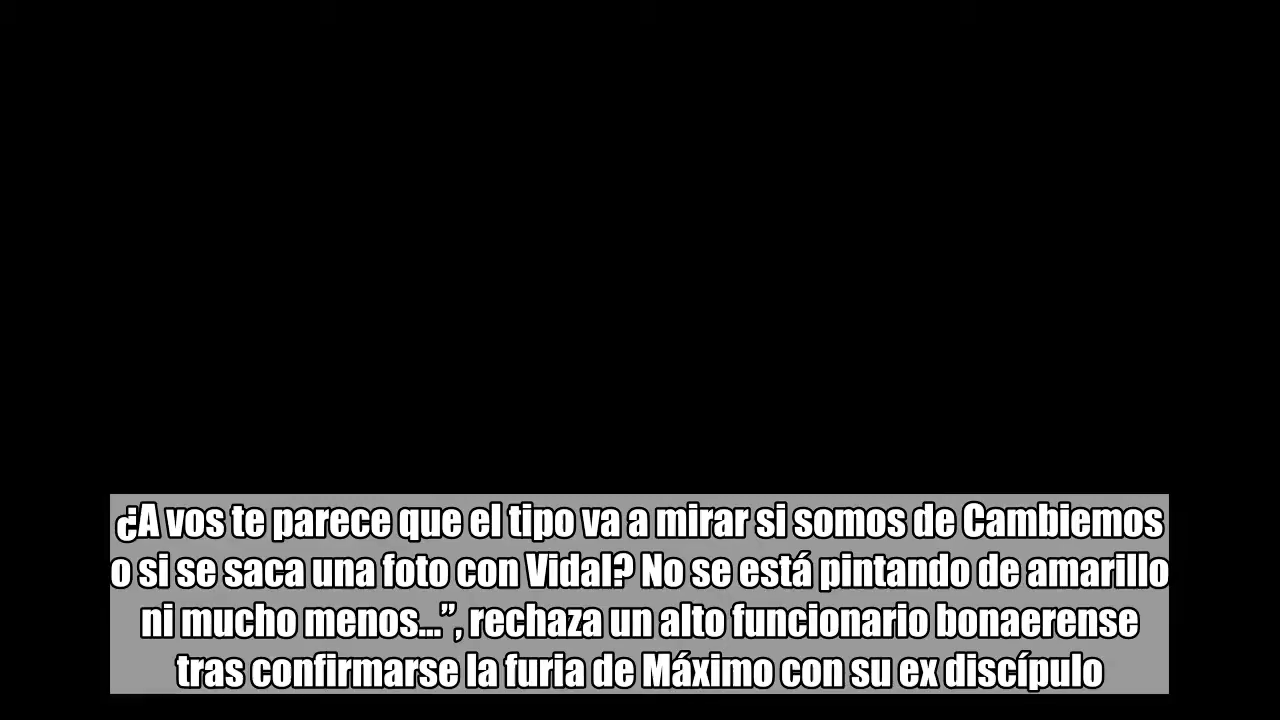 ¿A vos te parece que el tipo va a mirar si somos de Cambiemos
o si se saca una foto con Vidal? No se está pintando de amarillo
ni mucho menos...”, rechaza un alto funcionario bonaerense
tras confirmarse la furia de Máximo con su ex discípulo